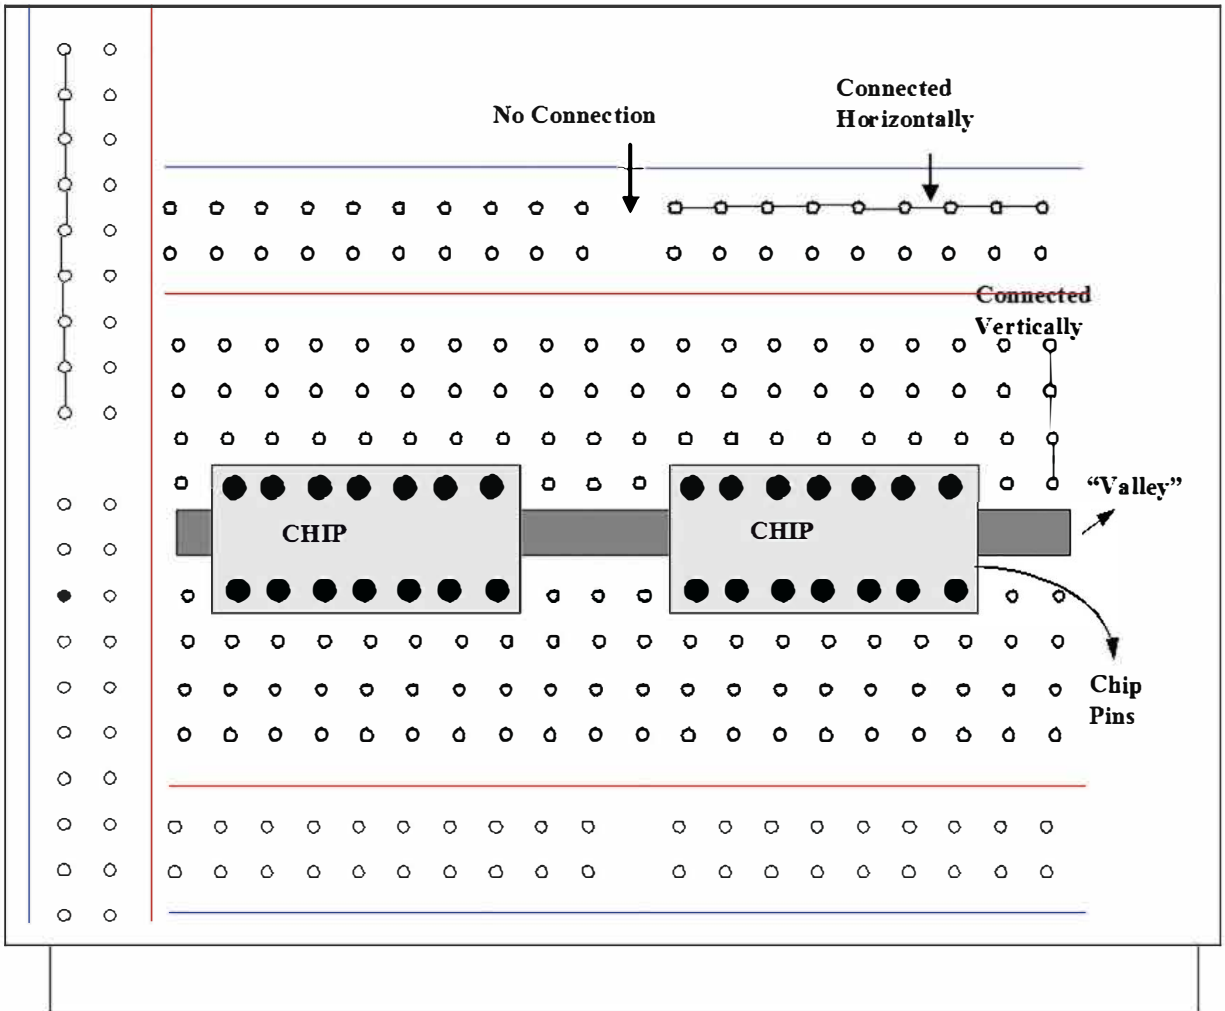 Connected
Horizontally
No Connection
Connected
Vertically
“Valley”
CHIP
CHIP
Chip
Pins